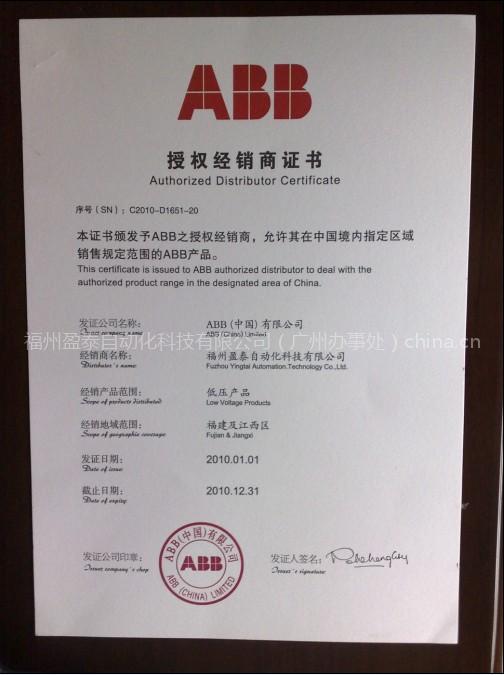 ABB
授权经销商证书
Authorized Distributor Certificate
序号（SN）：C2010-D1651-20
本证书颁发予ABB之授权经销商，允许其在中国境内指定区域
销售规定范围的ABB产品。
This certificate is issued to ABB authorized distributor to deal with the
authorized product range in the designated area of China.
发证公司名称： ABB(中国)有限公司
Issuer company name ABB (China) Limited
福州盈泰自动化科技有限公司（广州办事处）china.cn
经销商名称： 福州盈泰自动化科技有限公司
Distributor's name: Fuzhou Yingtai Automation.Technology Co.,Ltd.
经销产品范围： 低压产品
Scope of products distributed Low Voltage Products
经销地域范围： 福建及江西区
Scope of geographic coverage: Fujian & Jiangxi
发证日期： 2010.01.01
Date of issue:
截止日期： 2010.12.31
Date of expiry:
发证公司印章： 发证人签名：
Issuer company's chop Issuer's signature:
ABB(中国)有限公司
ABB
ABB (CHINA) LIMITED